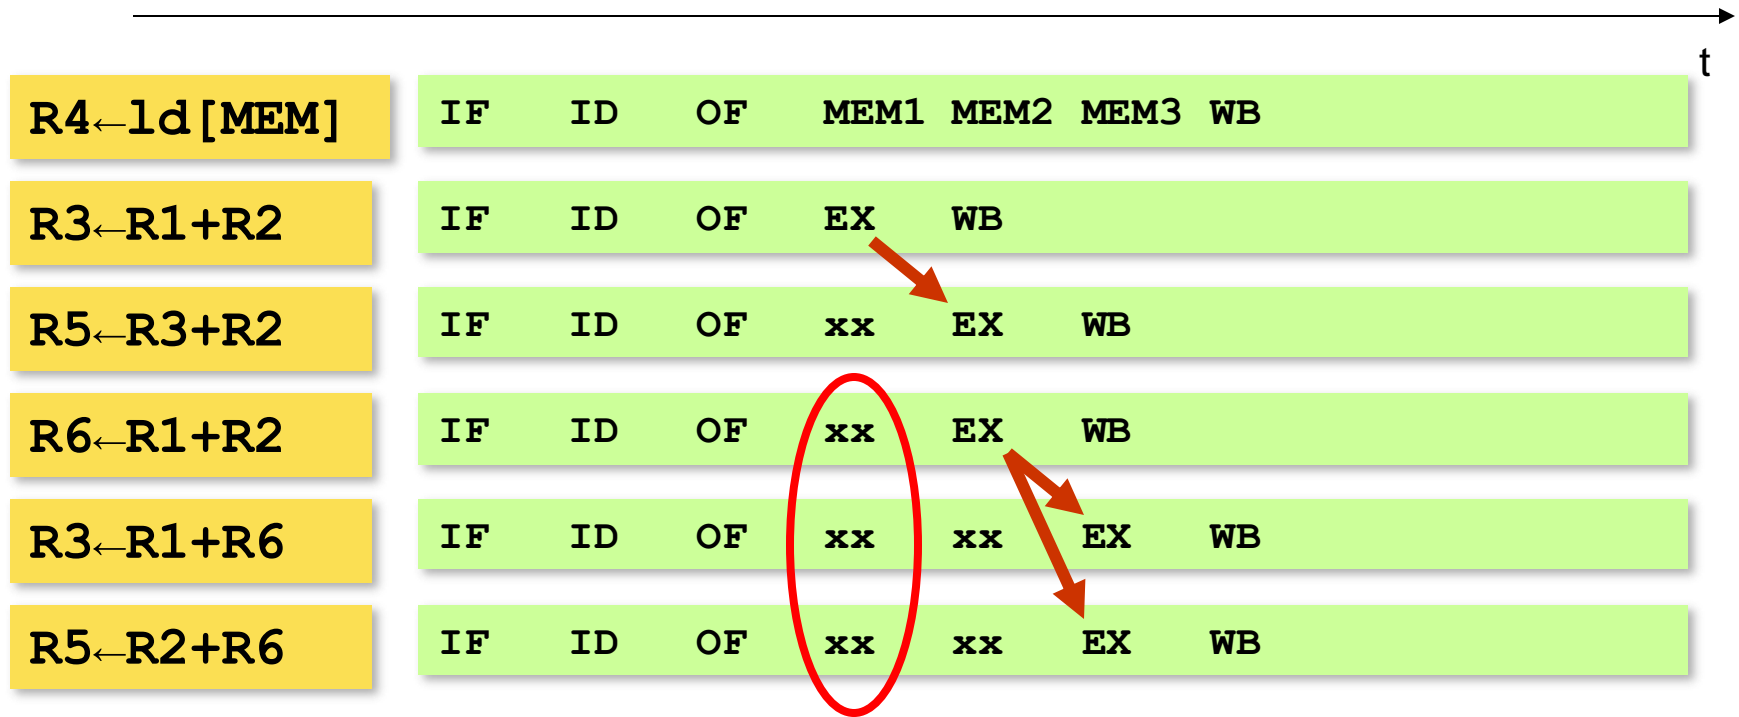 t
R4←ld[MEM] IF ID OF MEM1 MEM2 MEM3 WB
R3←R1+R2 IF ID OF EX WB
R5←R3+R2 IF ID OF xx EX WB
R6←R1+R2 IF ID OF xx EX WB
R3←R1+R6 IF ID OF xx xx EX WB
R5←R2+R6 IF ID OF xx xx EX WB